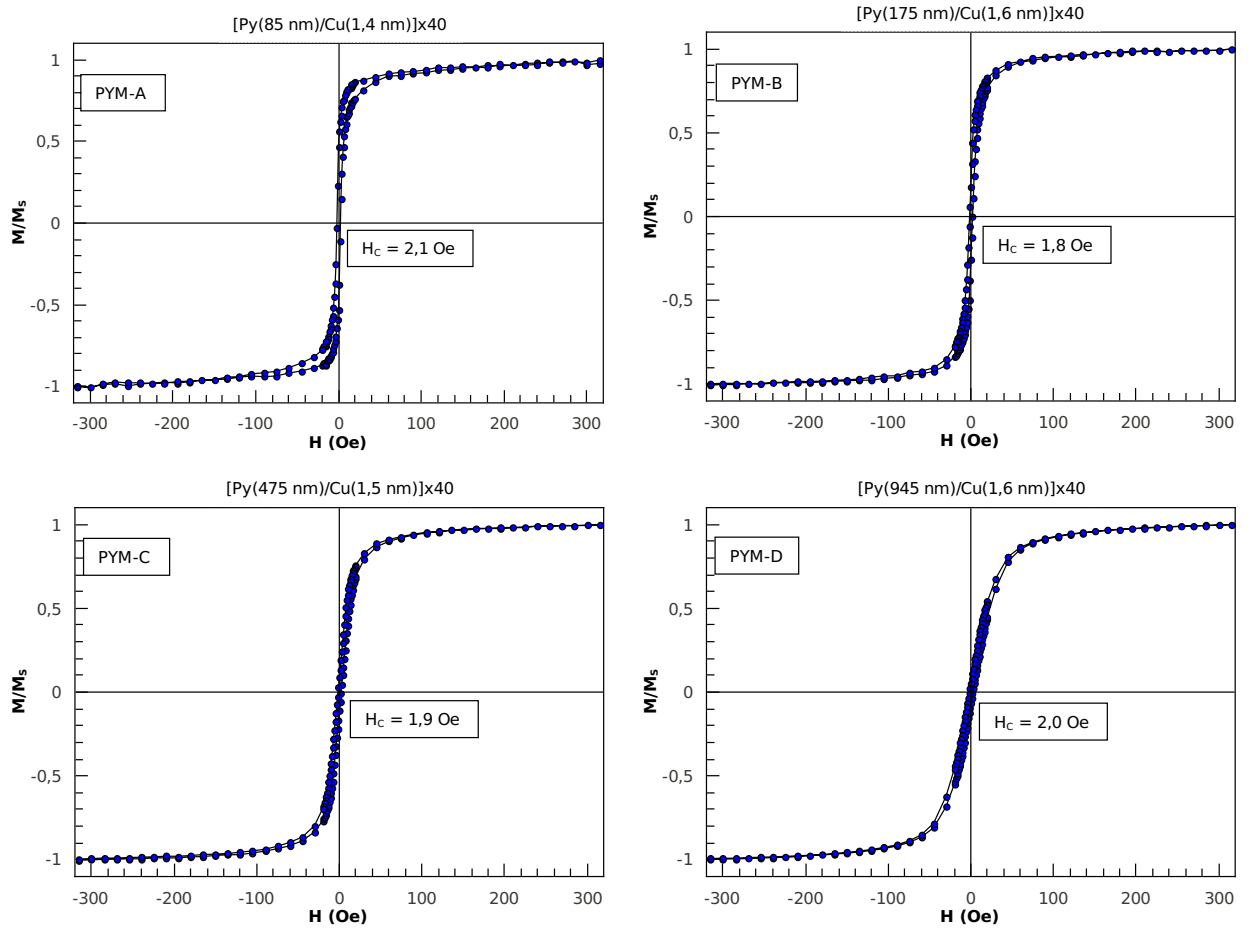 [Py(85 nm)/Cu(1,4 nm)]x40
1
PYM-A
0,5
M/Ms
0
HC = 2,1 Oe
-0,5
-1
-300 -200 -100 0 100 200 300
H (Oe)
[Py(175 nm)/Cu(1,6 nm)]x40
1
PYM-B
0,5
M/Ms
0
HC = 1,8 Oe
-0,5
-1
-300 -200 -100 0 100 200 300
H (Oe)
[Py(475 nm)/Cu(1,5 nm)]x40
1
PYM-C
0,5
M/Ms
0
HC = 1,9 Oe
-0,5
-1
-300 -200 -100 0 100 200 300
H (Oe)
[Py(945 nm)/Cu(1,6 nm)]x40
1
PYM-D
0,5
M/Ms
0
HC = 2,0 Oe
-0,5
-1
-300 -200 -100 0 100 200 300
H (Oe)